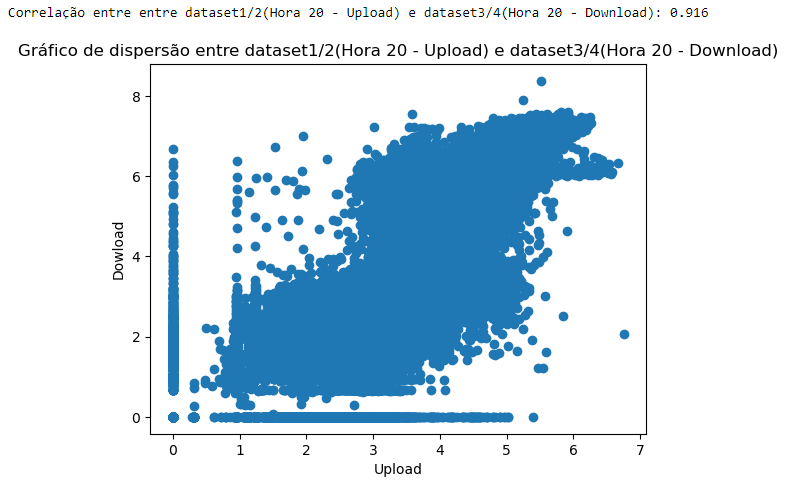 Correlação entre entre dataset1/2(Hora 20 - Upload) e dataset3/4(Hora 20 - Download): 0.916
Gráfico de dispersão entre dataset1/2(Hora 20 - Upload) e dataset3/4(Hora 20 - Download)
8
6
4
2
0
Dowload
0 1 2 3 4 5 6 7
Upload